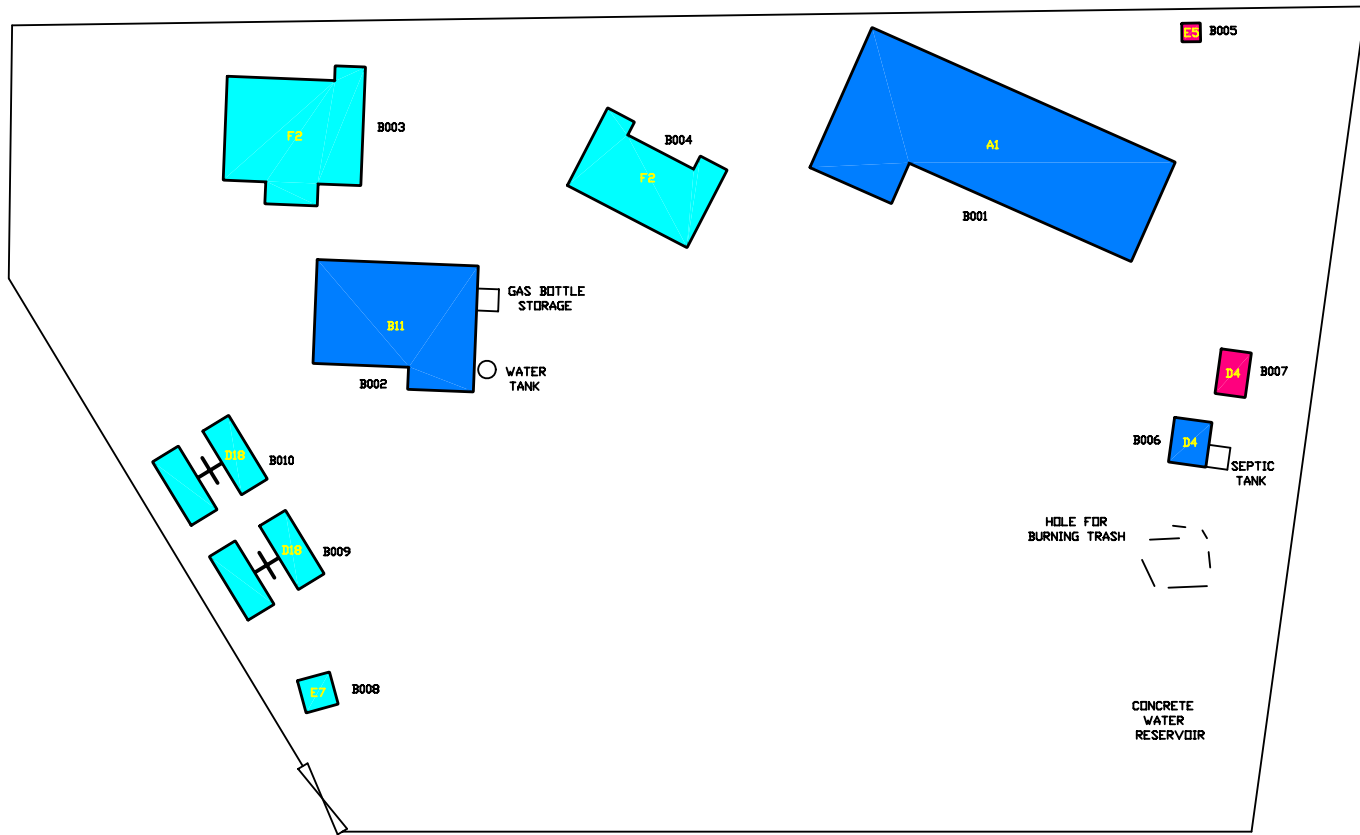 E5 B005
B003
F2
B004
F2
A1
B001
GAS BOTTLE
STORAGE
B11
B002
WATER
TANK
D4 B007
B006 D4
SEPTIC
TANK
D18 B010
HOLE FOR
BURNING TRASH
D18 B009
E7 B008
CONCRETE
WATER
RESERVOIR